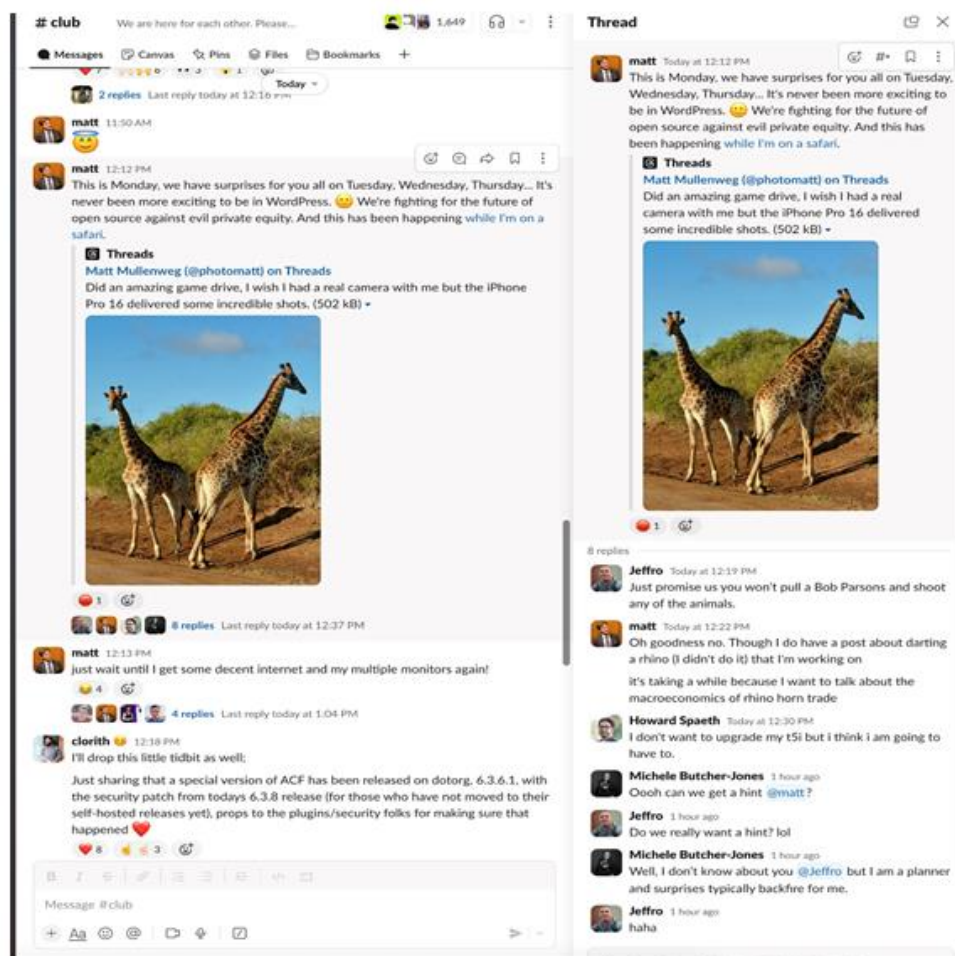 # club
We are here for each other. Please...
1,649
Messages
Canvas
Pins
Files
Bookmarks
Today
2 replies Last reply today at 12:16 PM
matt 11:50 AM
matt 12:12 PM
This is Monday, we have surprises for you all on Tuesday, Wednesday, Thursday... It's
never been more exciting to be in WordPress. We're fighting for the future of
open source against evil private equity. And this has been happening while I'm on a
safari.
Threads
Matt Mullenweg (@photomatt) on Threads
Did an amazing game drive, I wish I had a real camera with me but the iPhone
Pro 16 delivered some incredible shots. (502 kB)
1
8 replies Last reply today at 12:37 PM
matt 12:13 PM
just wait until I get some decent internet and my multiple monitors again!
4
4 replies Last reply today at 1:04 PM
clorith 12:18 PM
I'll drop this little tidbit as well;
Just sharing that a special version of ACF has been released on dotorg, 6.3.6.1, with
the security patch from todays 6.3.8 release (for those who have not moved to their
self-hosted releases yet), props to the plugins/security folks for making sure that
happened
8
3
Message #club
Aa
Thread
matt Today at 12:12 PM
This is Monday, we have surprises for you all on Tuesday,
Wednesday, Thursday... It's never been more exciting to
be in WordPress. We're fighting for the future of
open source against evil private equity. And this has
been happening while I'm on a safari.
Threads
Matt Mullenweg (@photomatt) on Threads
Did an amazing game drive, I wish I had a real
camera with me but the iPhone Pro 16 delivered
some incredible shots. (502 kB)
1
8 replies
Jeffro Today at 12:19 PM
Just promise us you won't pull a Bob Parsons and shoot
any of the animals.
matt Today at 12:22 PM
Oh goodness no. Though I do have a post about darting
a rhino (I didn't do it) that I'm working on
it's taking a while because I want to talk about the
macroeconomics of rhino horn trade
Howard Spaeth Today at 12:30 PM
I don't want to upgrade my t5i but i think i am going to
have to.
Michele Butcher-Jones 1 hour ago
Oooh can we get a hint @matt?
Jeffro 1 hour ago
Do we really want a hint? lol
Michele Butcher-Jones 1 hour ago
Well, I don't know about you @Jeffro but I am a planner
and surprises typically backfire for me.
Jeffro 1 hour ago
haha